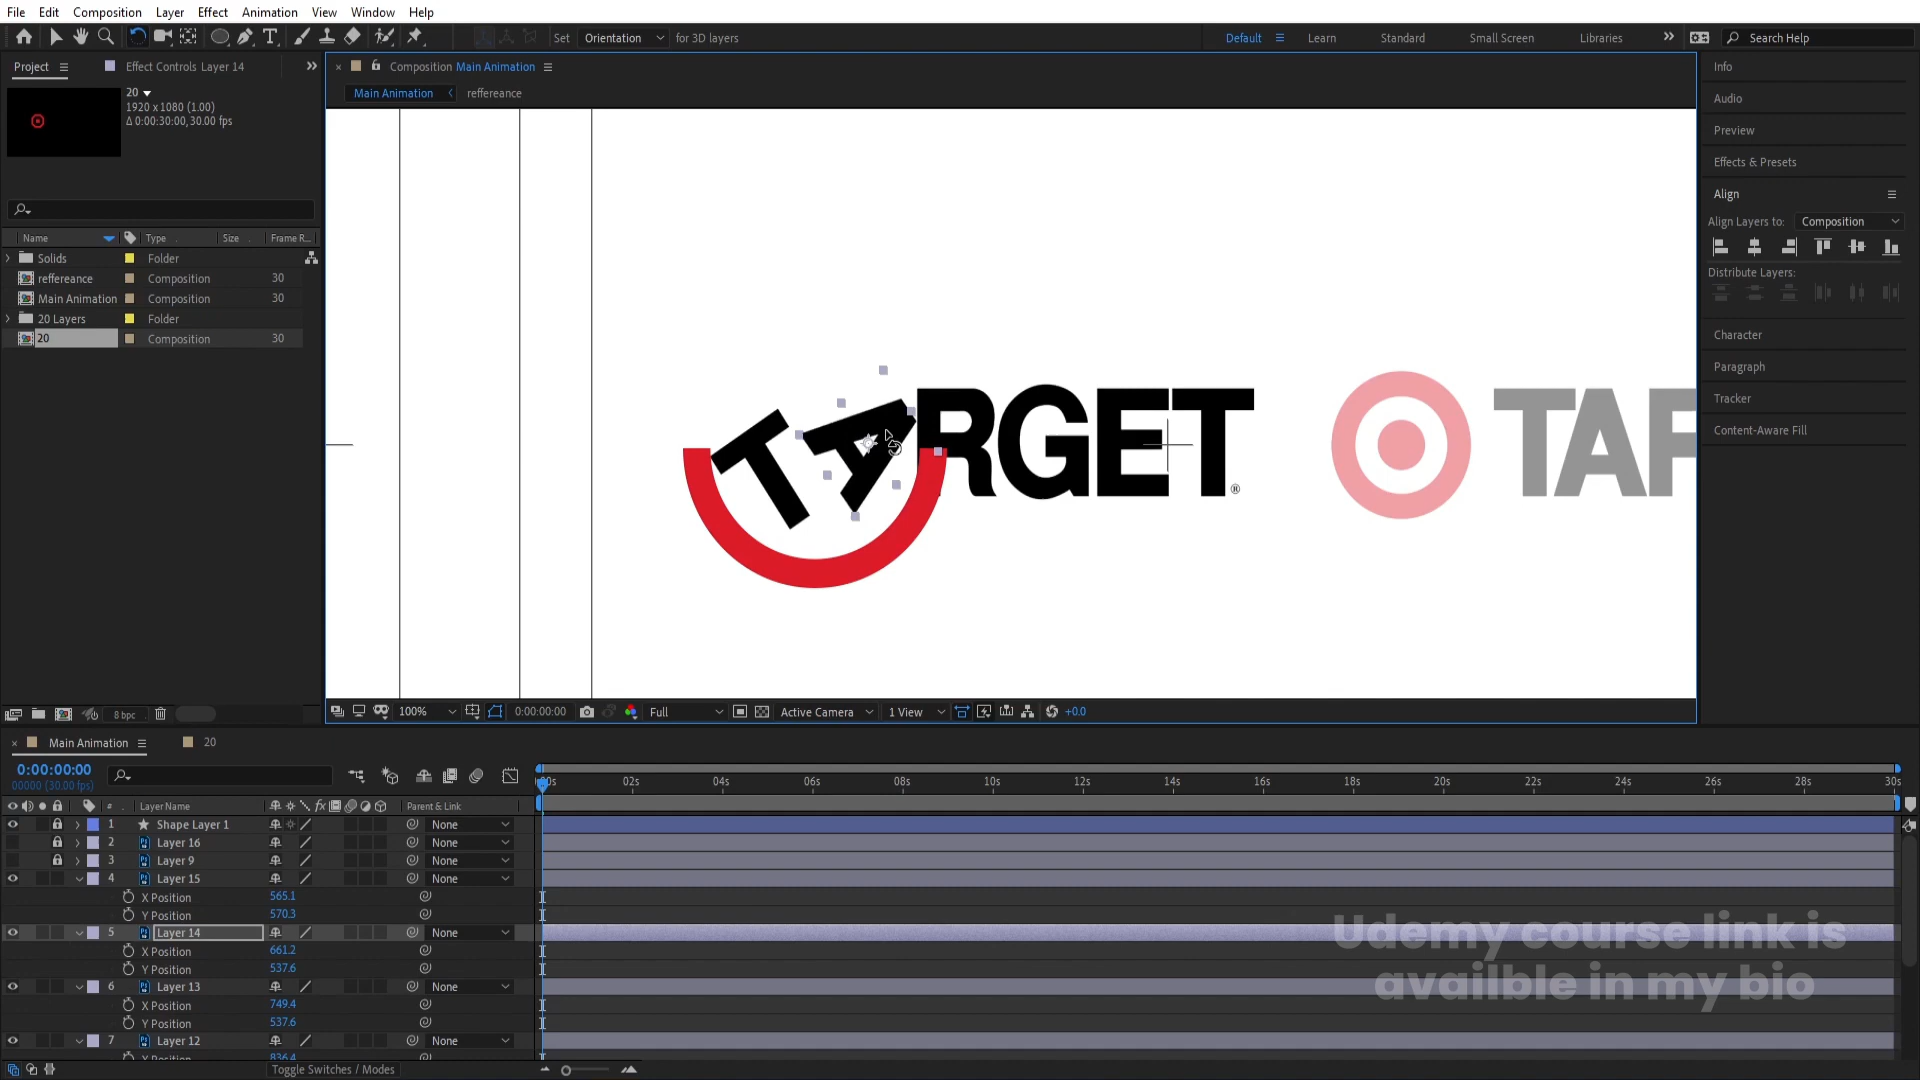 File Edit Composition Layer Effect Animation View Window Help
Set Orientation for 3D layers Default Learn Standard Small Screen Libraries Search Help
Project Effect Controls Layer 14
Composition Main Animation
Main Animation reffereance
20
1920 x 1080 (1.00)
Δ 0:00:30:00, 30.00 fps
Name Type Size Frame R...
Solids Folder
reffereance Composition 30
Main Animation Composition 30
20 Layers Folder
20 Composition 30
8 bpc
TARGET®
TAR
100% 0:00:00:00 Full Active Camera 1 View +0.0
Info
Audio
Preview
Effects & Presets
Align
Align Layers to: Composition
Distribute Layers:
Character
Paragraph
Tracker
Content-Aware Fill
Main Animation 20
0:00:00:00
00000 (30.00 fps)
:00s 02s 04s 06s 08s 10s 12s 14s 16s 18s 20s 22s 24s 26s 28s 30s
# Layer Name fx Parent & Link
1 Shape Layer 1 None
2 Layer 16 None
3 Layer 9 None
4 Layer 15 None
X Position 565.1
Y Position 570.3
5 Layer 14 None
X Position 661.2
Y Position 537.6
6 Layer 13 None
X Position 749.4
Y Position 537.6
7 Layer 12 None
X Position 836.4
Toggle Switches / Modes
Udemy course link is
availble in my bio